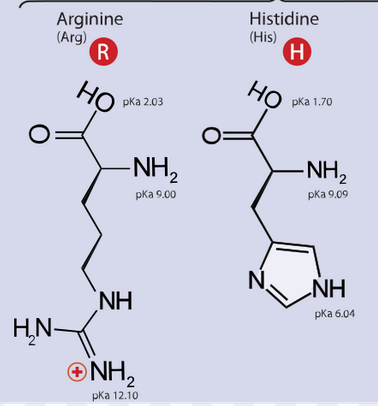 Arginine
(Arg)
R
HO
pKa 2.03
O
NH2
pKa 9.00
NH
H2N
+
NH2
pKa 12.10
Histidine
(His)
H
HO
pKa 1.70
O
NH2
pKa 9.09
N
NH
pKa 6.04